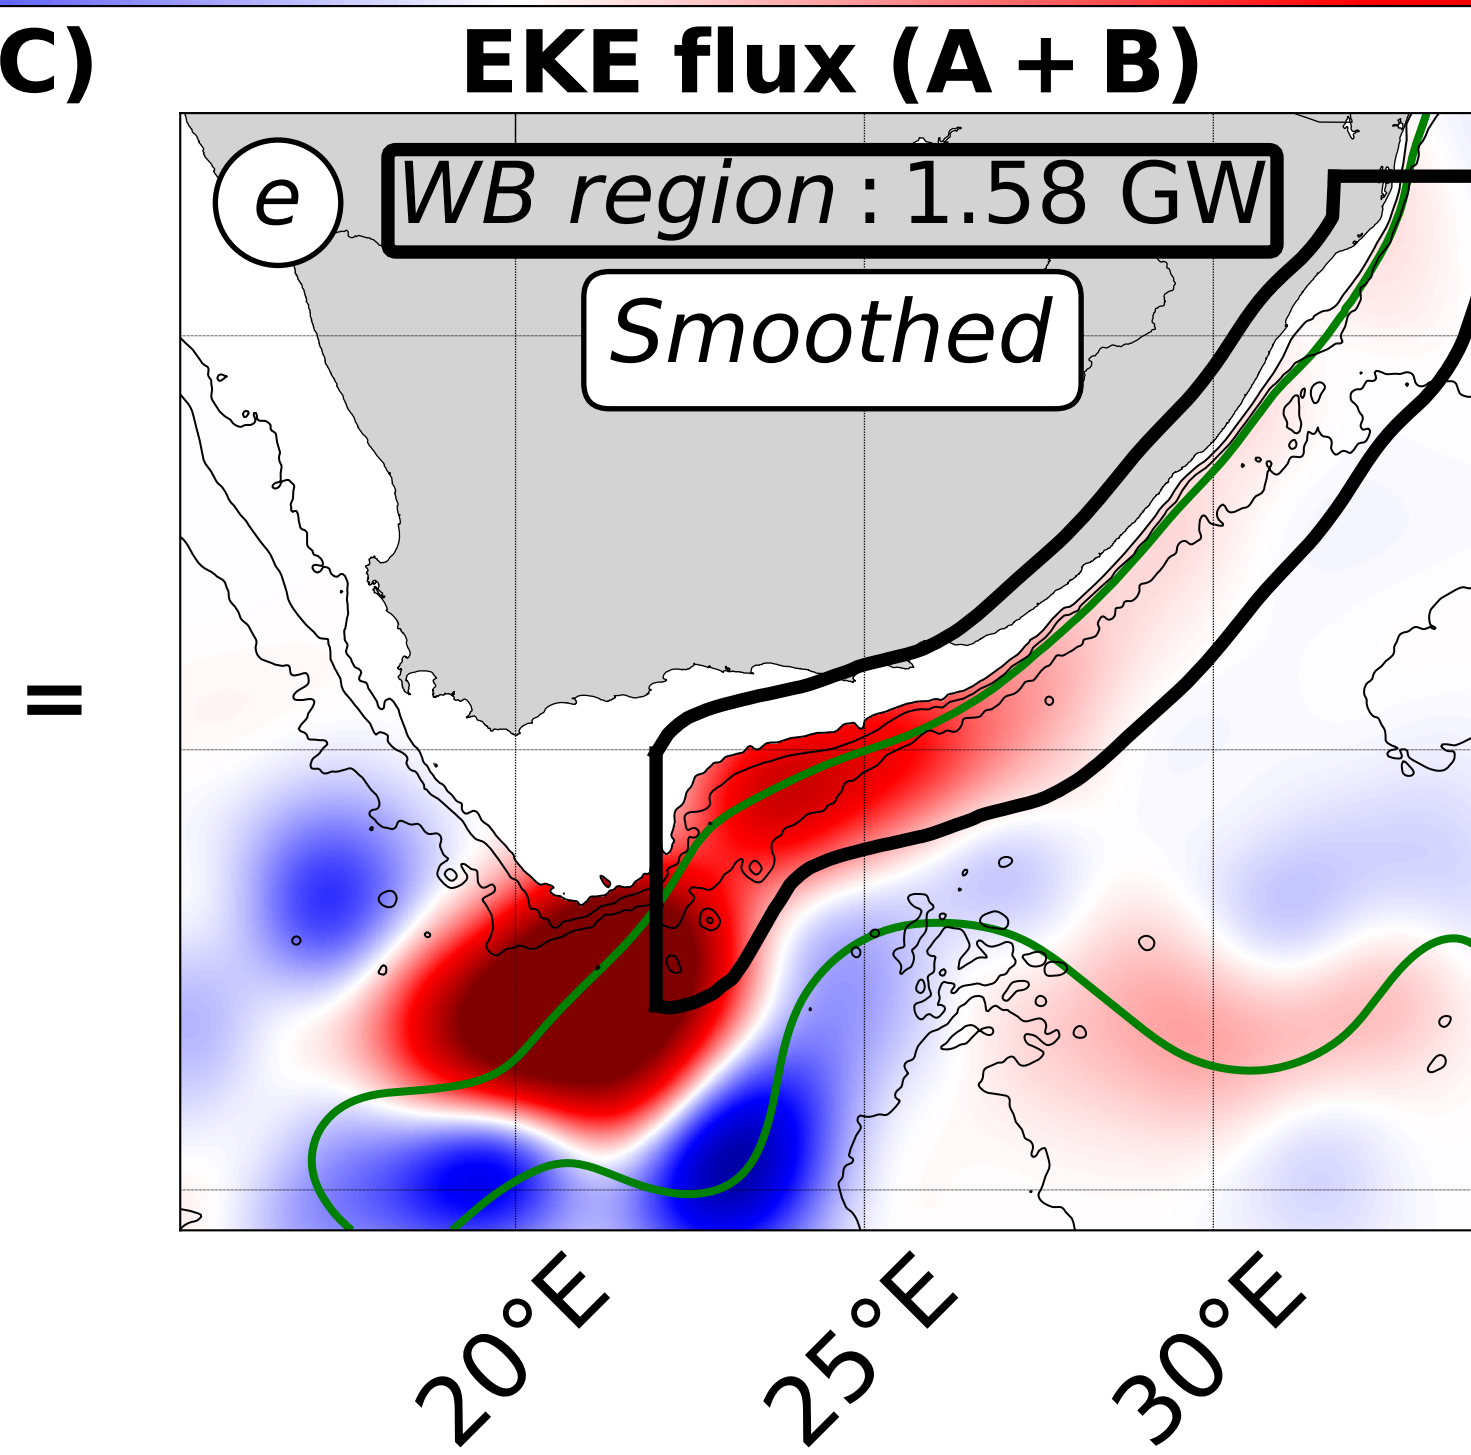 C) EKE flux (A + B)
e WB region : 1.58 GW
Smoothed
=
20°E 25°E 30°E